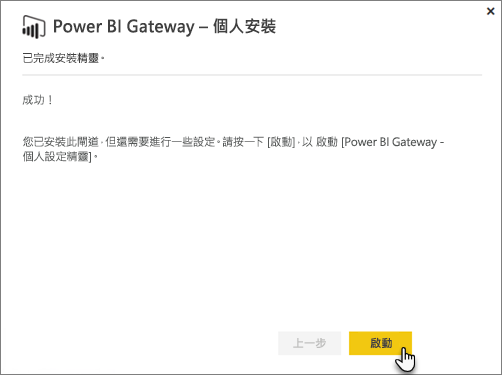 Power BI Gateway – 個人安裝
已完成安裝精靈。
成功！
您已安裝此閘道，但還需要進行一些設定。請按一下 [啟動]，以 啟動 [Power BI Gateway -
個人設定精靈]。
上一步
啟動